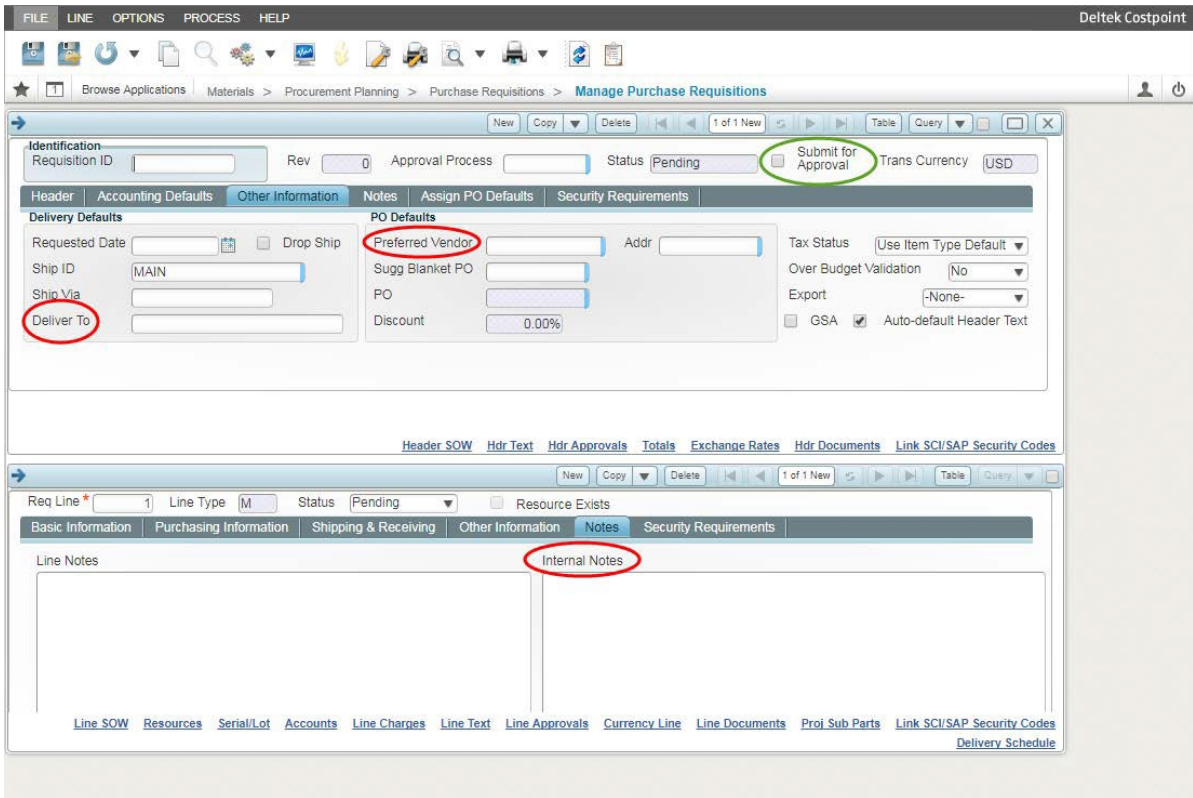 FILE LINE OPTIONS PROCESS HELP Deltek Costpoint
1 Browse Applications Materials > Procurement Planning > Purchase Requisitions > Manage Purchase Requisitions
New Copy Delete 1 of 1 New Table Query X
Identification
Requisition ID Rev 0 Approval Process Status Pending Submit for Approval Trans Currency USD
Header Accounting Defaults Other Information Notes Assign PO Defaults Security Requirements
Delivery Defaults PO Defaults
Requested Date Drop Ship Preferred Vendor Addr Tax Status Use Item Type Default
Ship ID MAIN Sugg Blanket PO Over Budget Validation No
Ship Via PO Export -None-
Deliver To Discount 0.00% GSA Auto-default Header Text
Header SOW Hdr Text Hdr Approvals Totals Exchange Rates Hdr Documents Link SCI/SAP Security Codes
New Copy Delete 1 of 1 New Table Query
Req Line * 1 Line Type M Status Pending Resource Exists
Basic Information Purchasing Information Shipping & Receiving Other Information Notes Security Requirements
Line Notes Internal Notes
Line SOW Resources Serial/Lot Accounts Line Charges Line Text Line Approvals Currency Line Line Documents Proj Sub Parts Link SCI/SAP Security Codes
Delivery Schedule